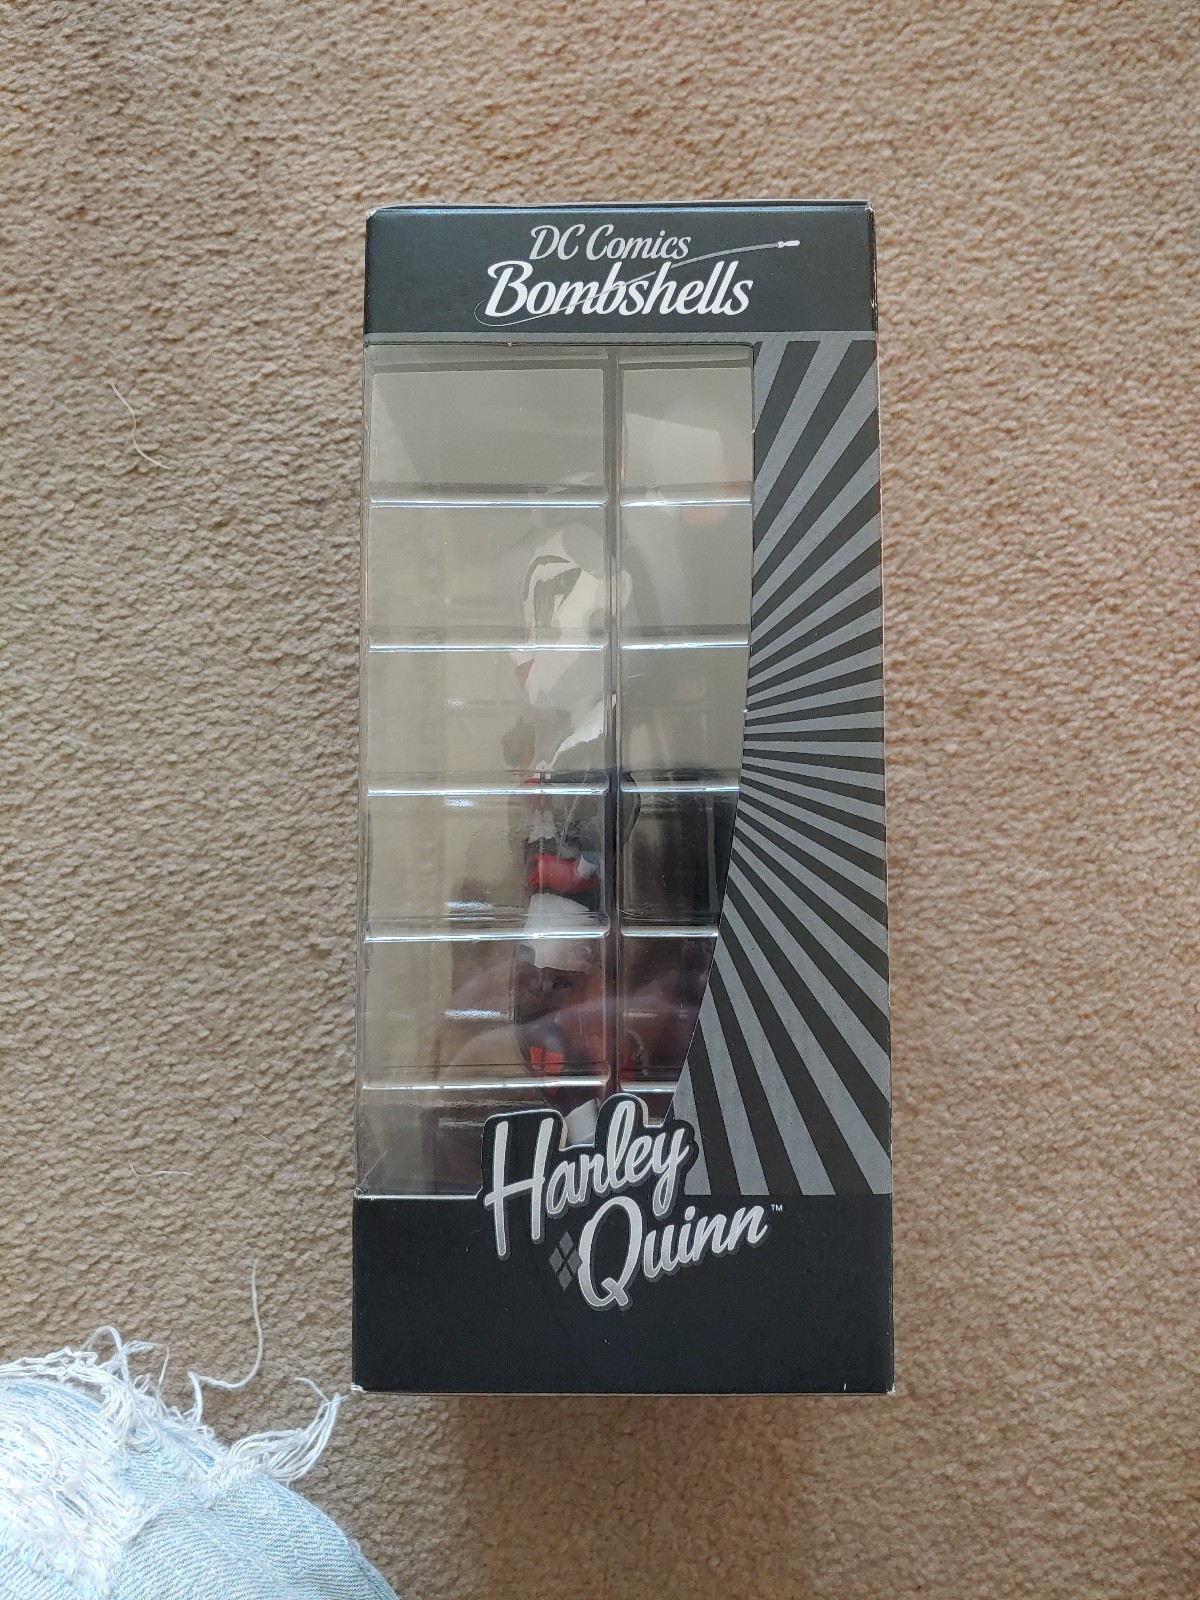 DC Comics
Bombshells
Harley
Quinn™